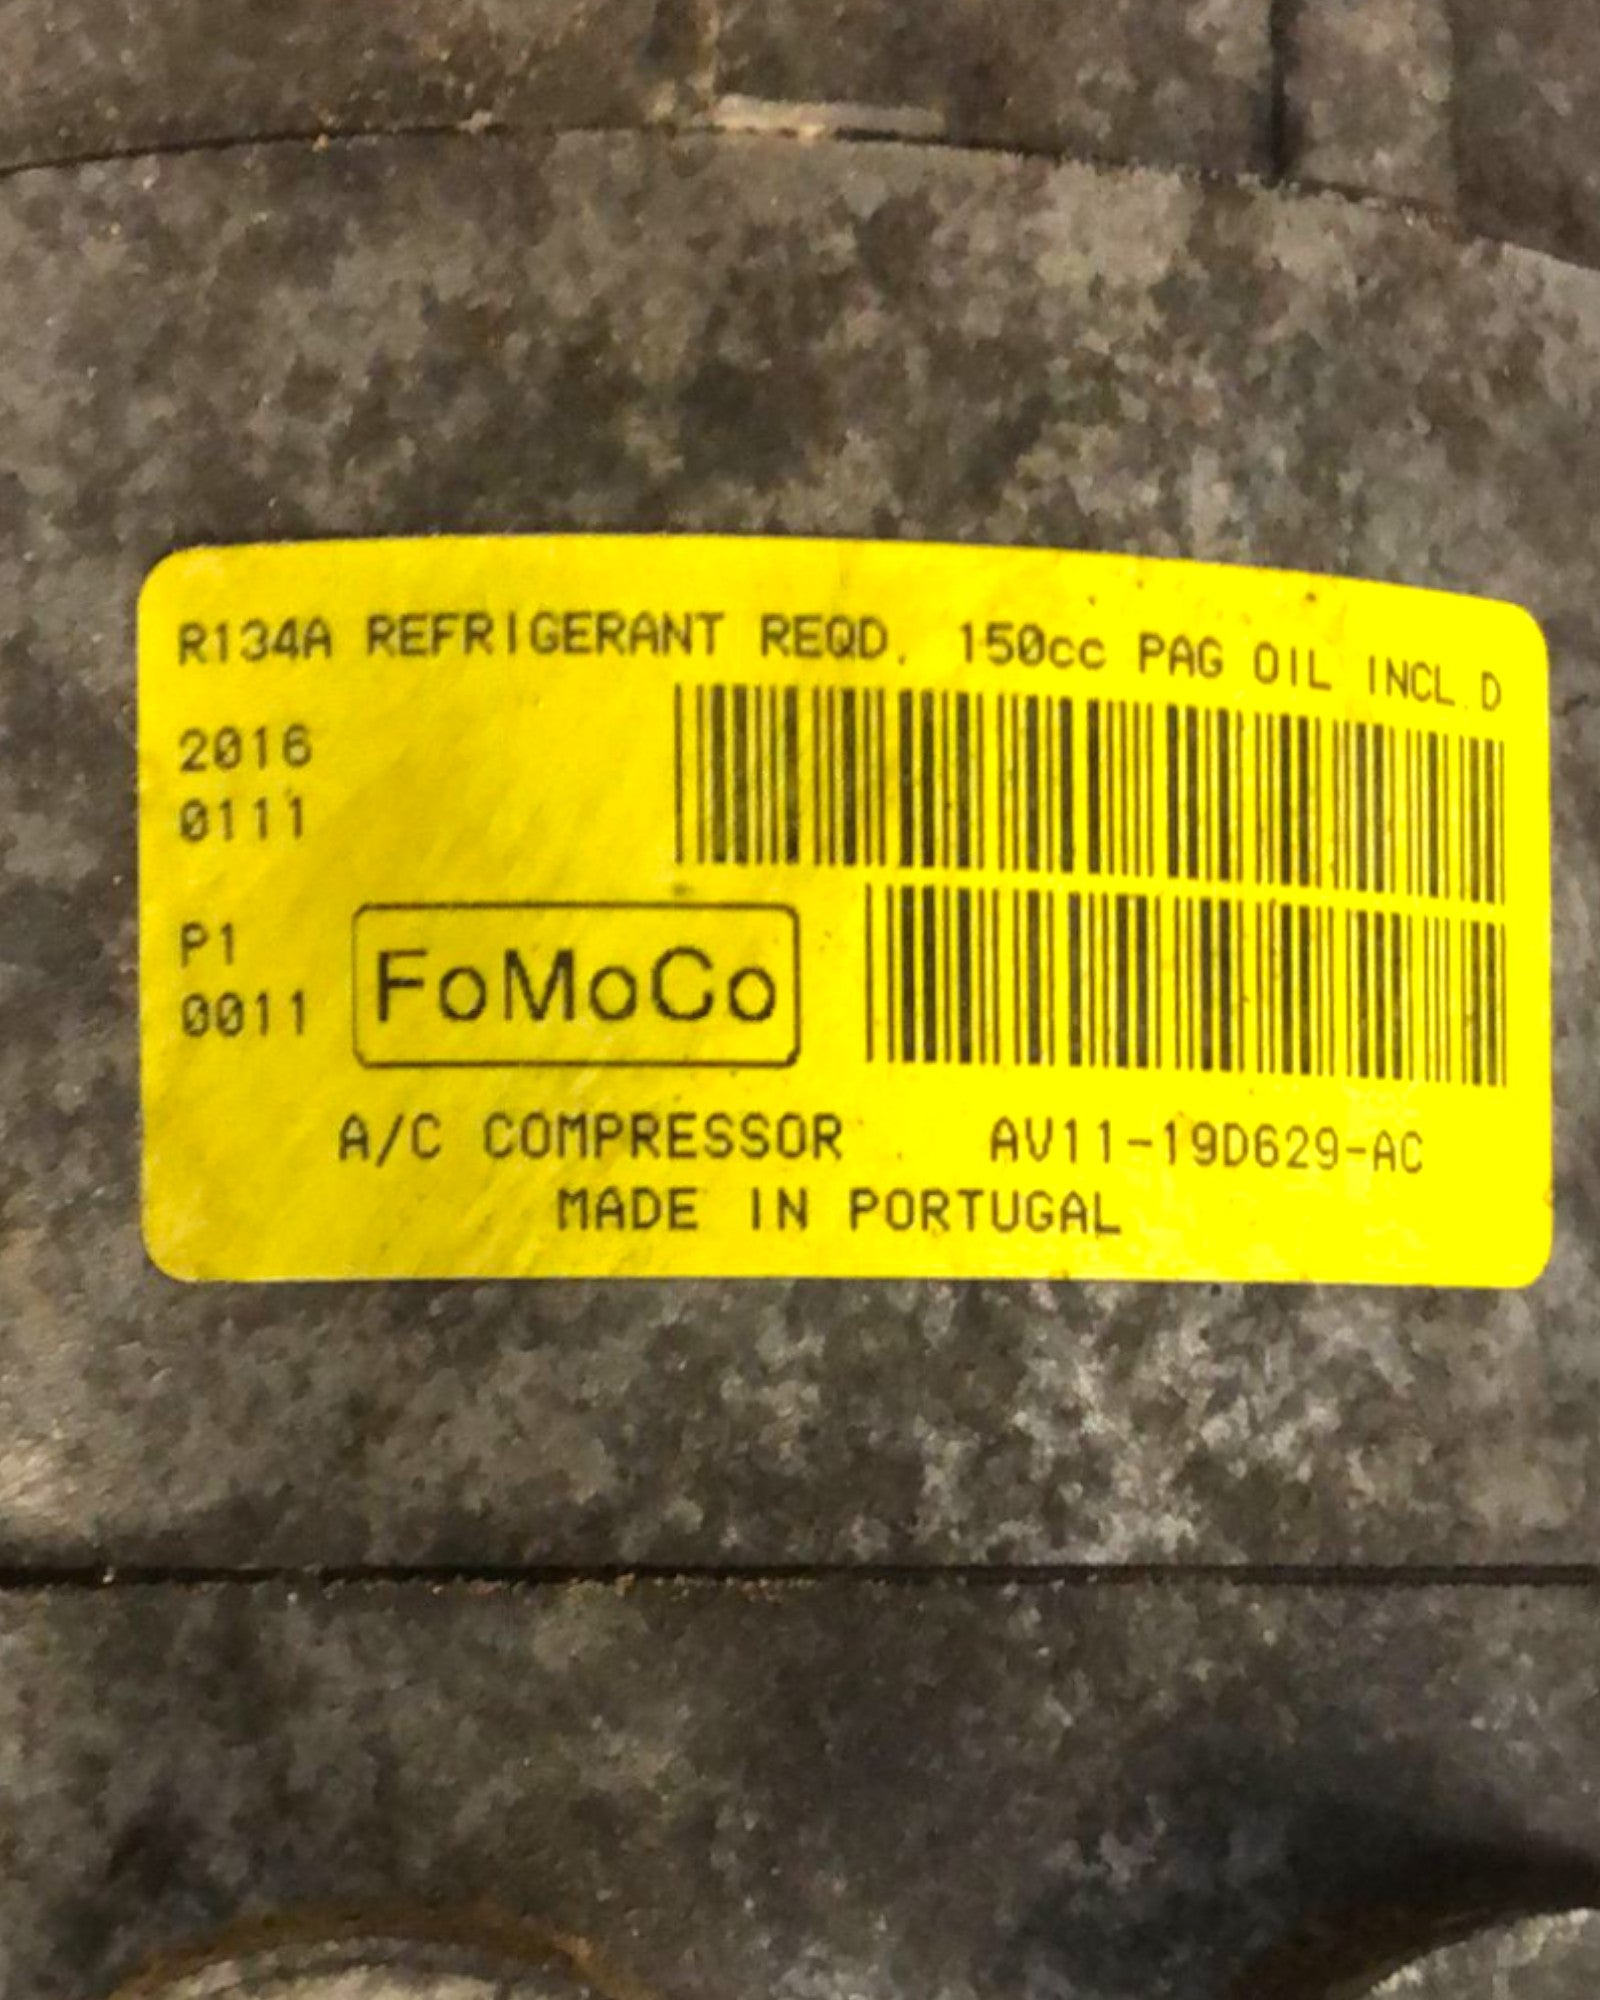 R134A REFRIGERANT REQD. 150cc PAG OIL INCL.D
2016
0111
P1
0011
FoMoCo
A/C COMPRESSOR AV11-19D629-AC
MADE IN PORTUGAL